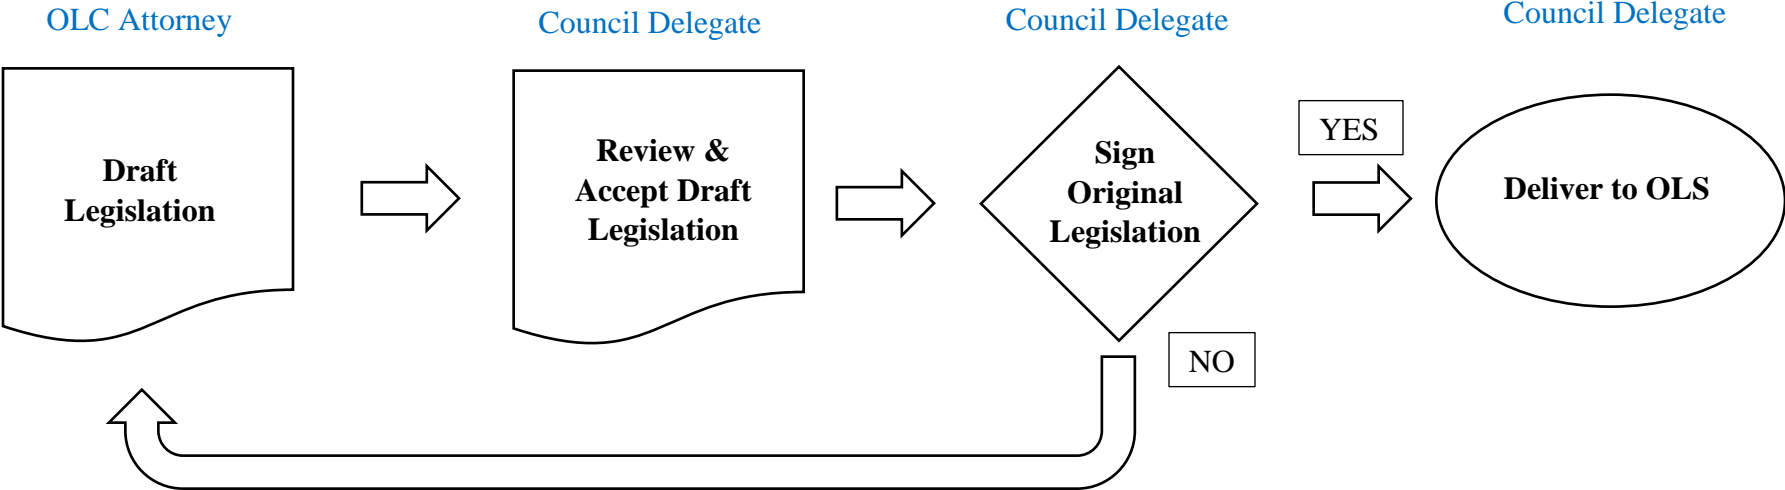 OLC Attorney
Council Delegate
Council Delegate
Council Delegate
Draft
Legislation
Review &
Accept Draft
Legislation
Sign
Original
Legislation
YES
Deliver to OLS
NO